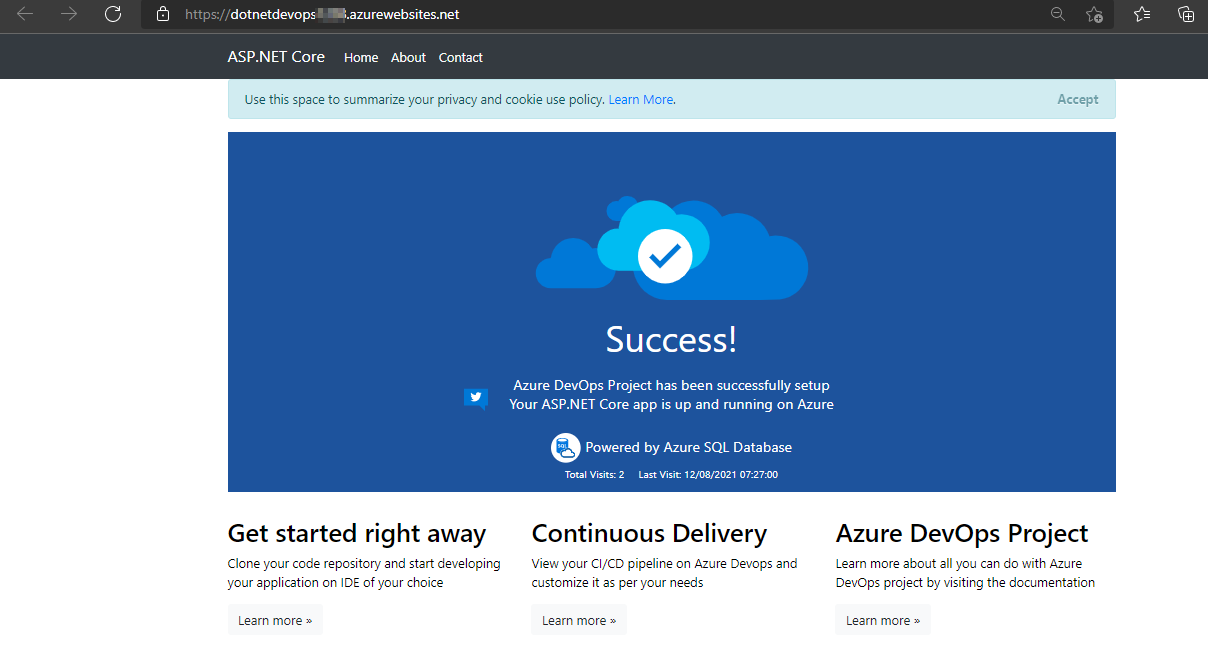 https://dotnetdevops .azurewebsites.net
ASP.NET Core Home About Contact
Use this space to summarize your privacy and cookie use policy. Learn More. Accept
Success!
Azure DevOps Project has been successfully setup
Your ASP.NET Core app is up and running on Azure
SQL
Powered by Azure SQL Database
Total Visits: 2 Last Visit: 12/08/2021 07:27:00
Get started right away
Clone your code repository and start developing
your application on IDE of your choice
Learn more »
Continuous Delivery
View your CI/CD pipeline on Azure Devops and
customize it as per your needs
Learn more »
Azure DevOps Project
Learn more about all you can do with Azure
DevOps project by visiting the documentation
Learn more »